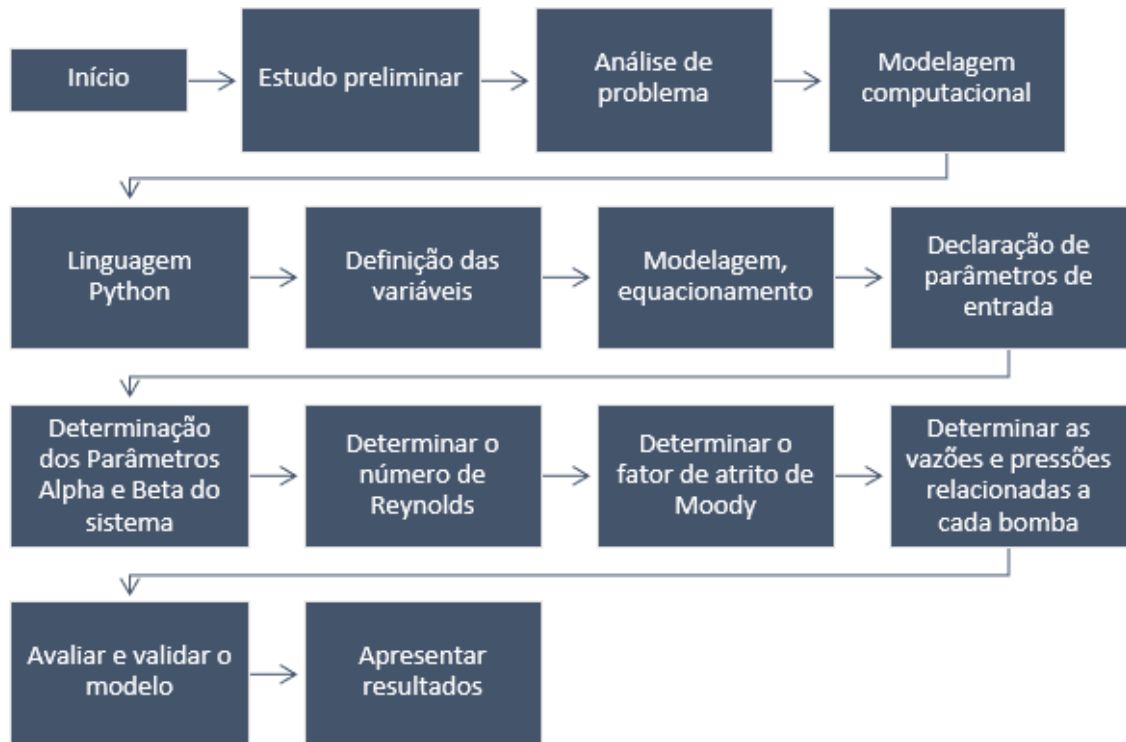 Início
Estudo preliminar
Análise de
problema
Modelagem
computacional
Linguagem
Python
Definição das
variáveis
Modelagem,
equacionamento
Declaração de
parâmetros de
entrada
Determinação
dos Parâmetros
Alpha e Beta do
sistema
Determinar o
número de
Reynolds
Determinar o
fator de atrito de
Moody
Determinar as
vazões e pressões
relacionadas a
cada bomba
Avaliar e validar o
modelo
Apresentar
resultados